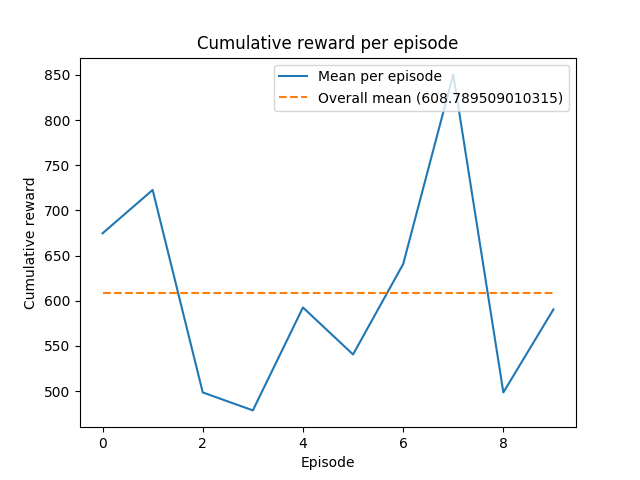 Cumulative reward per episode
Mean per episode
Overall mean (608.789509010315)
850
800
750
700
650
600
550
500
Cumulative reward
0 2 4 6 8
Episode